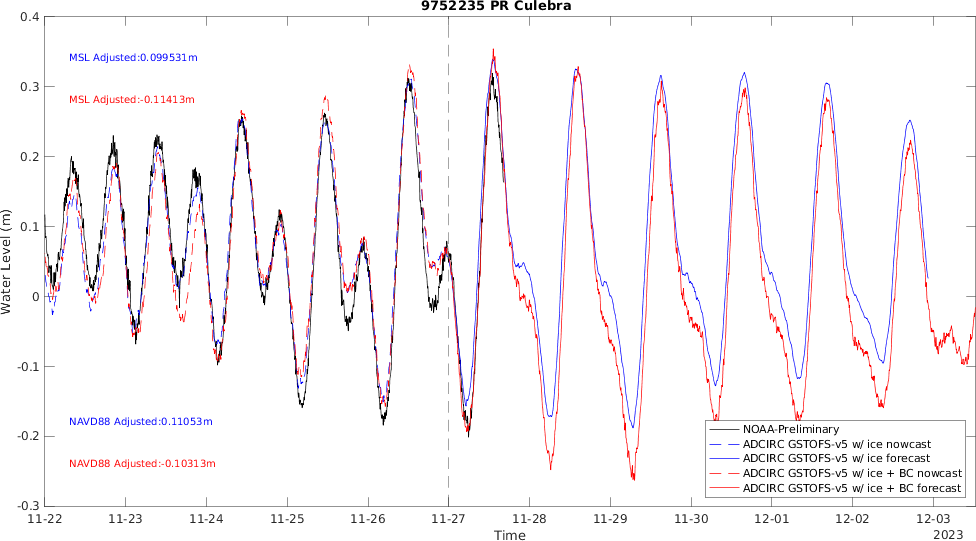 9752235 PR Culebra
0.4
0.3
0.2
0.1
0
-0.1
-0.2
-0.3
Water Level (m)
MSL Adjusted:0.099531m
MSL Adjusted:-0.11413m
NAVD88 Adjusted:0.11053m
NAVD88 Adjusted:-0.10313m
NOAA-Preliminary
ADCIRC GSTOFS-v5 w/ ice nowcast
ADCIRC GSTOFS-v5 w/ ice forecast
ADCIRC GSTOFS-v5 w/ ice + BC nowcast
ADCIRC GSTOFS-v5 w/ ice + BC forecast
11-22 11-23 11-24 11-25 11-26 11-27 11-28 11-29 11-30 12-01 12-02 12-03
Time
2023